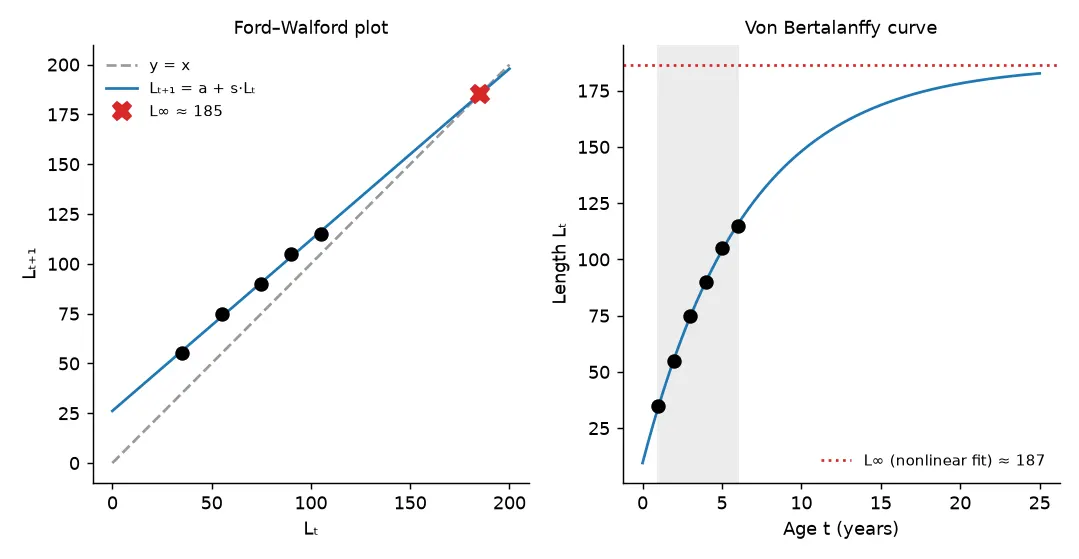 Ford–Walford plot
y = x
Lₜ₊₁ = a + s·Lₜ
L∞ ≈ 185
200
175
150
125
100
75
50
25
0
Lₜ₊₁
0
50
100
150
200
Lₜ
Von Bertalanffy curve
175
150
125
100
75
50
25
Length Lₜ
L∞ (nonlinear fit) ≈ 187
0
5
10
15
20
25
Age t (years)